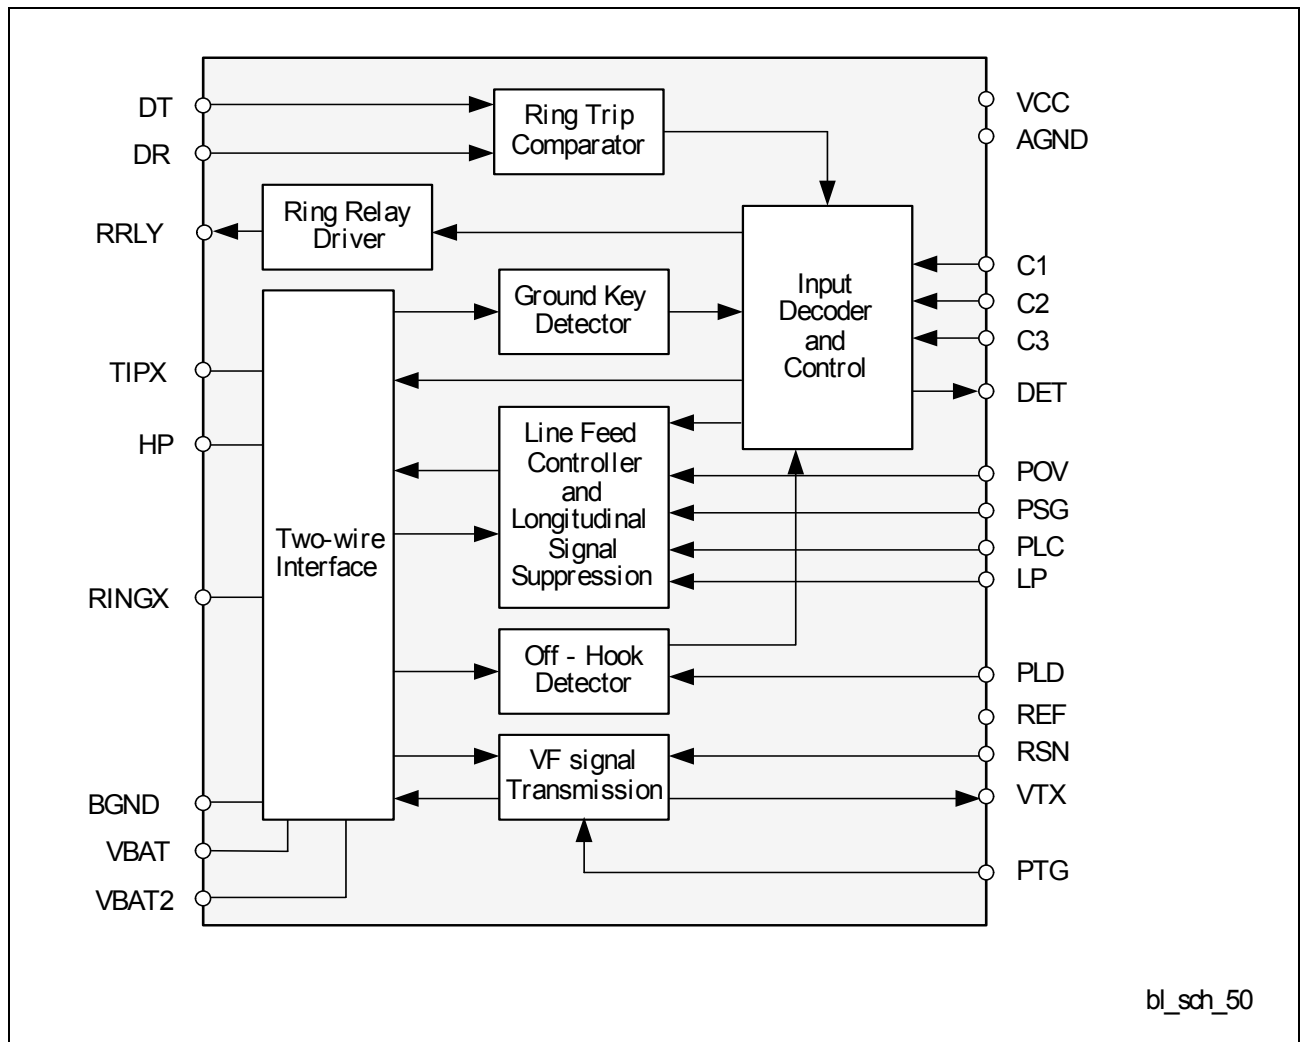 DT
DR
RRLY
TIPX
HP
RINGX
BGND
VBAT
VBAT2
Ring Trip
Comparator
Ring Relay
Driver
Ground Key
Detector
Input
Decoder
and
Control
Two-wire
Interface
Line Feed
Controller
and
Longitudinal
Signal
Suppression
Off - Hook
Detector
VF signal
Transmission
VCC
AGND
C1
C2
C3
DET
POV
PSG
PLC
LP
PLD
REF
RSN
VTX
PTG
bl_sch_50